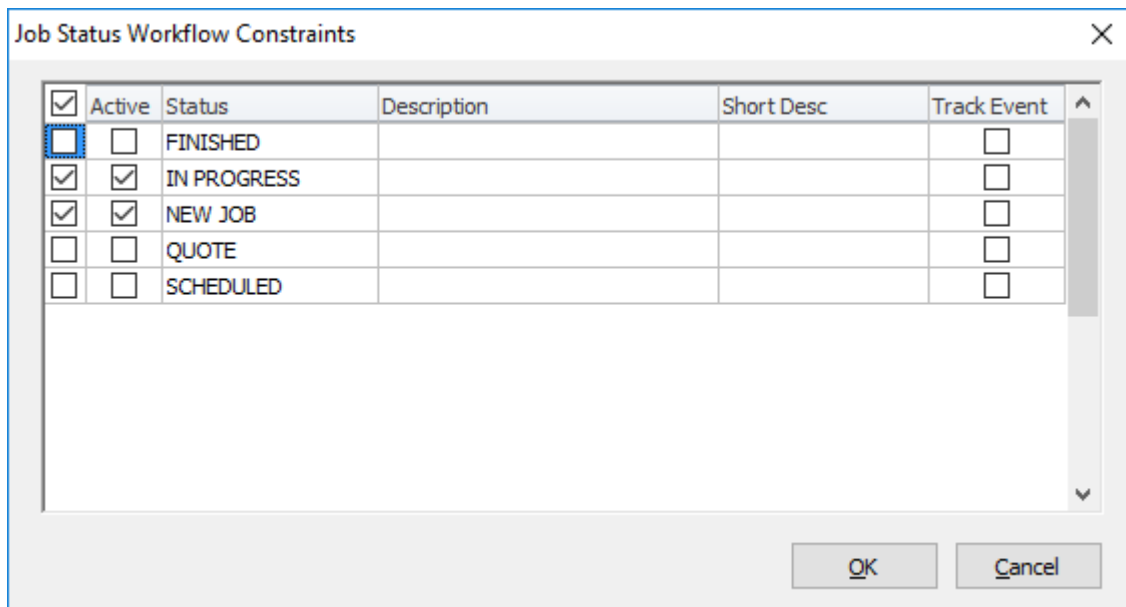 Job Status Workflow Constraints
Active Status Description Short Desc Track Event
FINISHED
IN PROGRESS
NEW JOB
QUOTE
SCHEDULED
OK Cancel